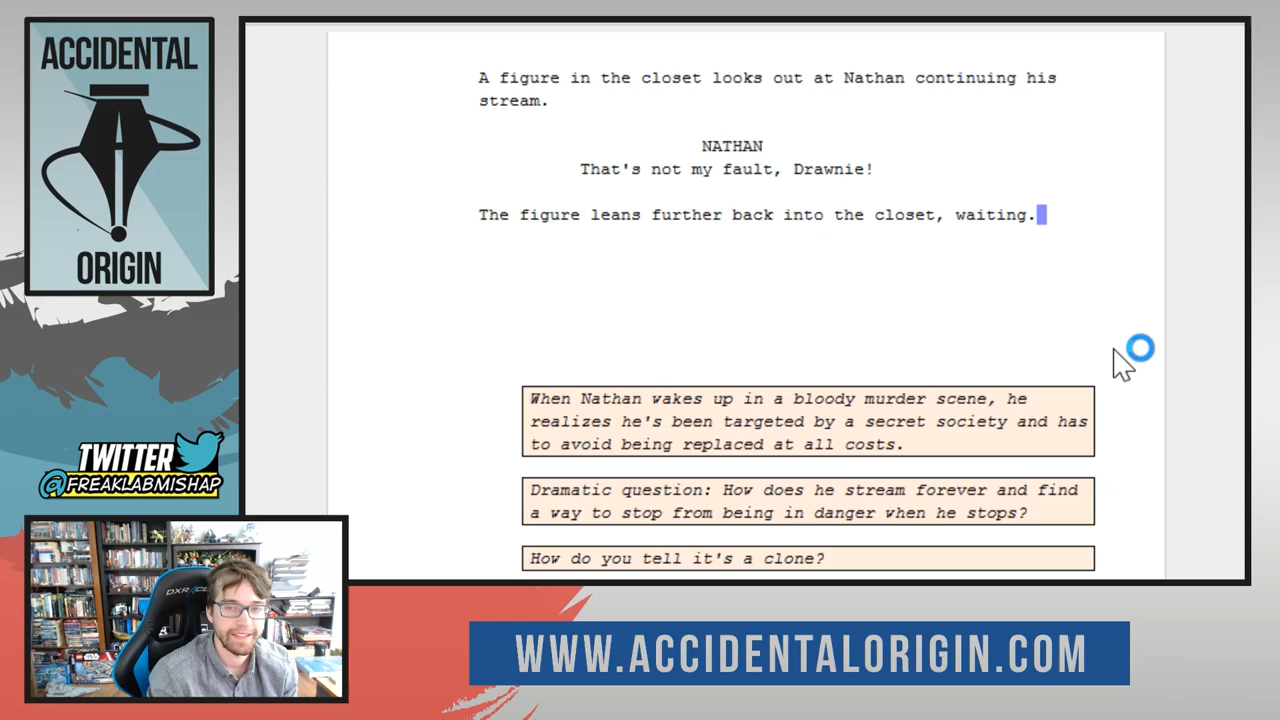 ACCIDENTAL
ORIGIN
A figure in the closet looks out at Nathan continuing his
stream.
NATHAN
That's not my fault, Drawnie!
The figure leans further back into the closet, waiting.
When Nathan wakes up in a bloody murder scene, he
realizes he's been targeted by a secret society and has
to avoid being replaced at all costs.
Dramatic question: How does he stream forever and find
a way to stop from being in danger when he stops?
How do you tell it's a clone?
TWITTER
@FREAKLABMISHAP
WWW.ACCIDENTALORIGIN.COM